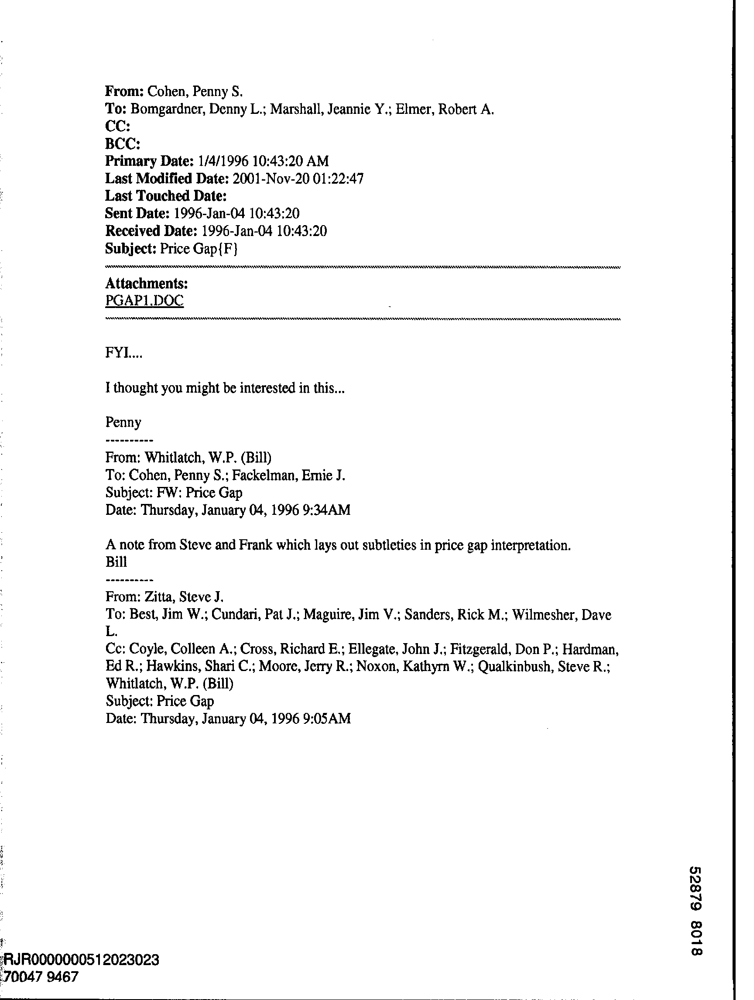 From: Cohen, Penny S.
To: Bomgardner, Denny L.; Marshall, Jeannie Y.; Elmer, Robert A.
CC:
BCC:
Primary Date: 1/4/1996 10:43:20 AM
Last Modified Date: 2001-Nov-20 01:22:47
Last Touched Date:
Sent Date: 1996-Jan-04 10:43:20
Received Date: 1996-Jan-04 10:43:20
Subject: Price Gap{F}
Attachments:
PGAP1.DOC
FYI....
I thought you might be interested in this...
Penny
----------
From: Whitlatch, W.P. (Bill)
To: Cohen, Penny S.; Fackelman, Ernie J.
Subject: FW: Price Gap
Date: Thursday, January 04, 1996 9:34AM
A note from Steve and Frank which lays out subtleties in price gap interpretation.
Bill
----------
From: Zitta, Steve J.
To: Best, Jim W.; Cundari, Pat J.; Maguire, Jim V.; Sanders, Rick M.; Wilmesher, Dave
L.
Cc: Coyle, Colleen A.; Cross, Richard E.; Ellegate, John J.; Fitzgerald, Don P.; Hardman,
Ed R.; Hawkins, Shari C.; Moore, Jerry R.; Noxon, Kathyrn W.; Qualkinbush, Steve R.;
Whitlatch, W.P. (Bill)
Subject: Price Gap
Date: Thursday, January 04, 1996 9:05AM
52879 8018
RJR0000000512023023
70047 9467